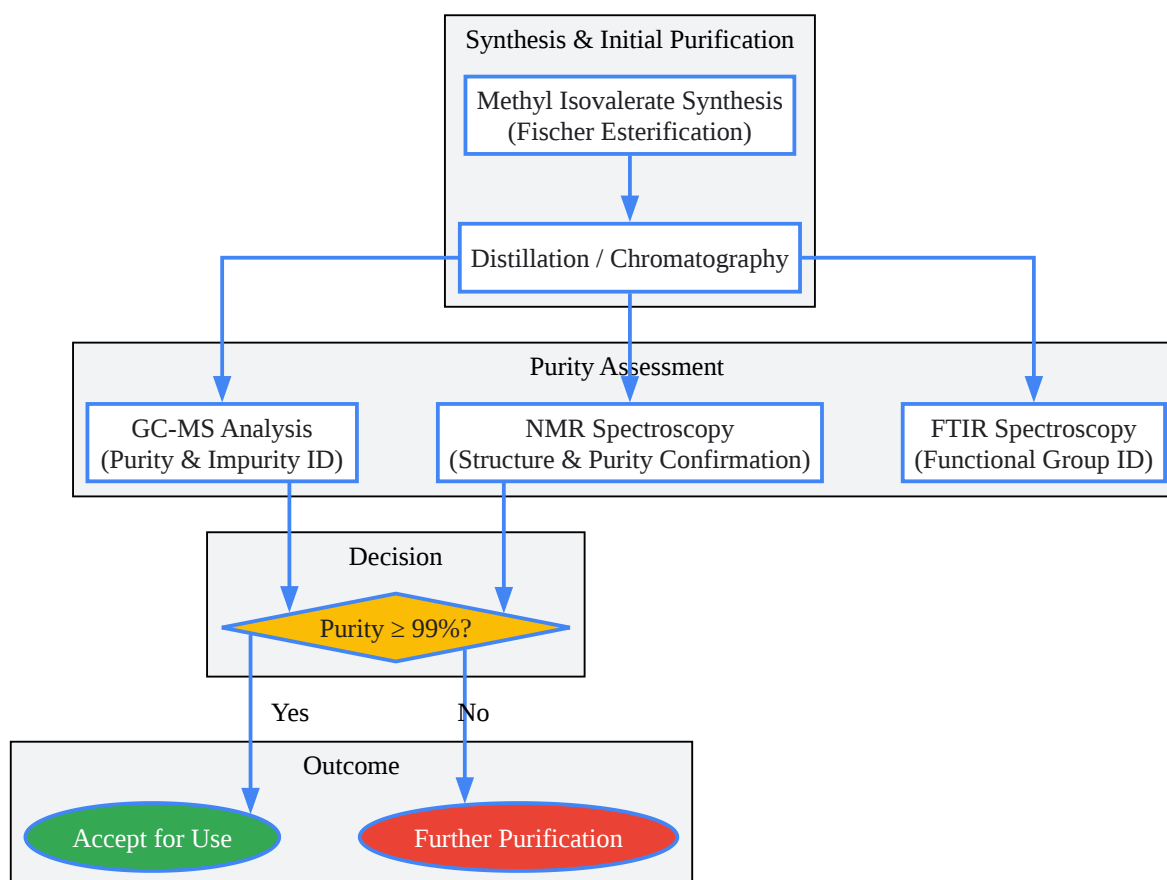 Synthesis & Initial Purification
Methyl Isovalerate Synthesis
(Fischer Esterification)
Distillation / Chromatography
Purity Assessment
GC-MS Analysis
(Purity & Impurity ID)
NMR Spectroscopy
(Structure & Purity Confirmation)
FTIR Spectroscopy
(Functional Group ID)
Decision
Purity ≥ 99%?
Yes
No
Outcome
Accept for Use
Further Purification